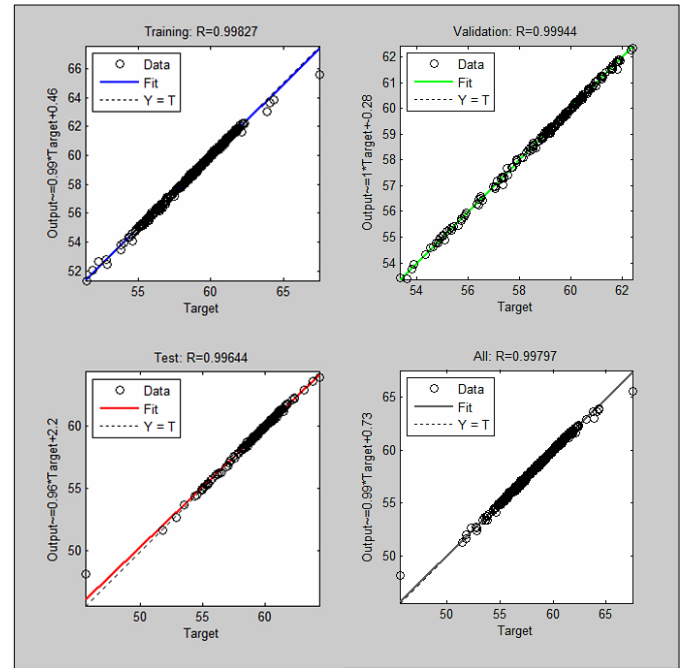 Training: R=0.99827
Output~=0.99*Target+0.46
66
64
62
60
58
56
54
52
Data
Fit
Y = T
55
60
65
Target
Validation: R=0.99944
Output~=1*Target+-0.28
62
61
60
59
58
57
56
55
54
Data
Fit
Y = T
54
56
58
60
62
Target
Test: R=0.99644
Output~=0.96*Target+2.2
60
55
50
Data
Fit
Y = T
50
55
60
Target
All: R=0.99797
Output~=0.99*Target+0.73
65
60
55
50
Data
Fit
Y = T
50
55
60
65
Target